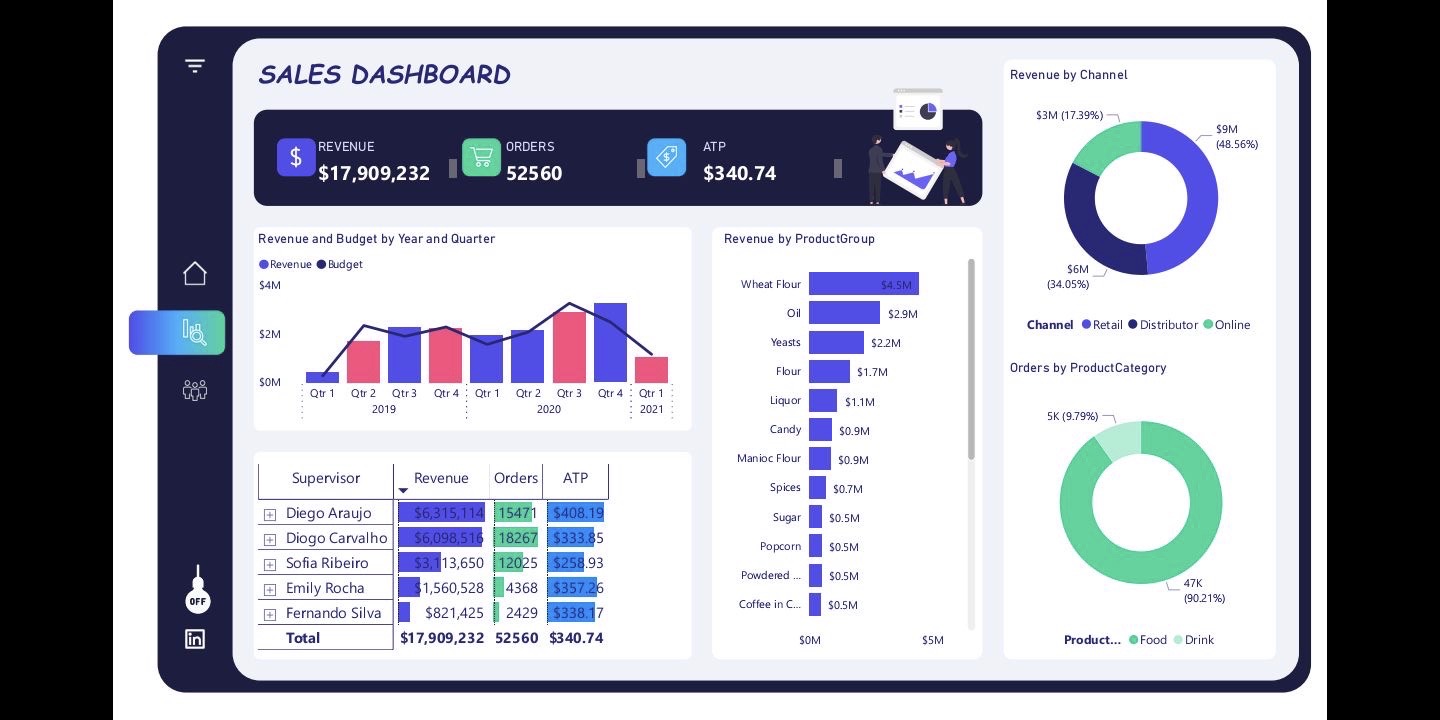 SALES DASHBOARD
REVENUE
$17,909,232
ORDERS
52560
ATP
$340.74
Revenue and Budget by Year and Quarter
Revenue Budget
$4M
$2M
$0M
Qtr 1 Qtr 2 Qtr 3 Qtr 4 Qtr 1 Qtr 2 Qtr 3 Qtr 4 Qtr 1
2019 2020 2021
Supervisor Revenue Orders ATP
Diego Araujo $6,315,114 15471 $408.19
Diogo Carvalho $6,098,516 18267 $333.85
Sofia Ribeiro $3,113,650 12025 $258.93
Emily Rocha $1,560,528 4368 $357.26
Fernando Silva $821,425 2429 $338.17
Total $17,909,232 52560 $340.74
Revenue by ProductGroup
Wheat Flour $4.5M
Oil $2.9M
Yeasts $2.2M
Flour $1.7M
Liquor $1.1M
Candy $0.9M
Manioc Flour $0.9M
Spices $0.7M
Sugar $0.5M
Popcorn $0.5M
Powdered ... $0.5M
Coffee in C... $0.5M
$0M $5M
Revenue by Channel
$3M (17.39%)
$9M
(48.56%)
$6M
(34.05%)
Channel Retail Distributor Online
Orders by ProductCategory
5K (9.79%)
47K
(90.21%)
Product... Food Drink
OFF
in